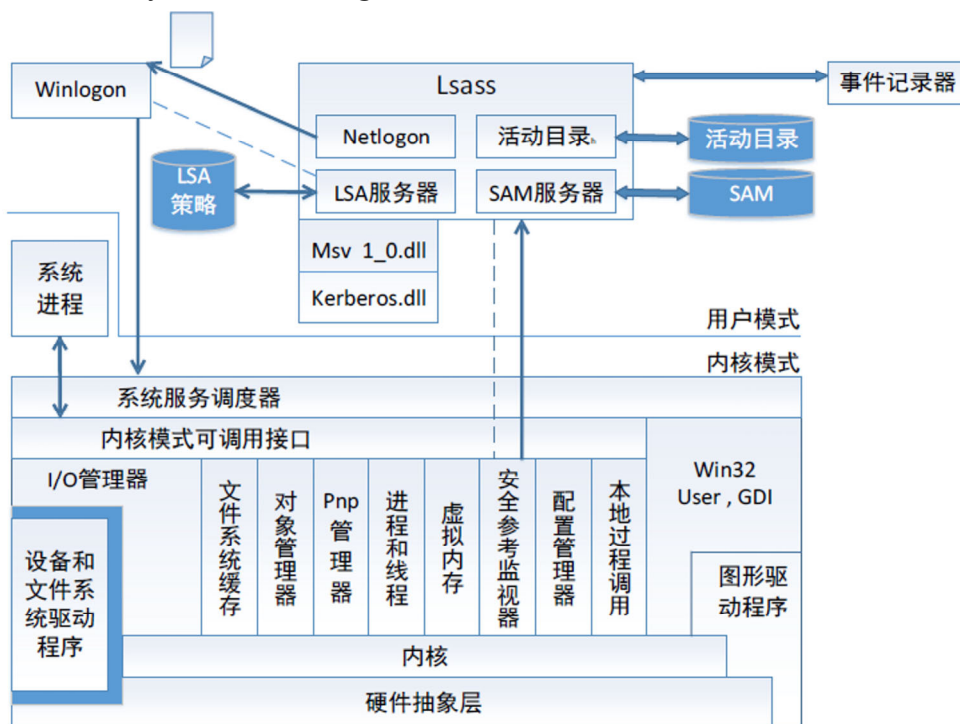 Winlogon
Lsass
事件记录器
Netlogon
活动目录
活动目录
LSA
策略
LSA服务器
SAM服务器
SAM
Msv 1_0.dll
Kerberos.dll
系统
进程
用户模式
内核模式
系统服务调度器
内核模式可调用接口
I/O管理器
文件系统缓存
对象管理器
Pnp
管理器
进程和线程
虚拟内存
安全参考监视器
配置管理器
本地过程调用
Win32
User , GDI
设备和
文件系
统驱动
程序
图形驱
动程序
内核
硬件抽象层